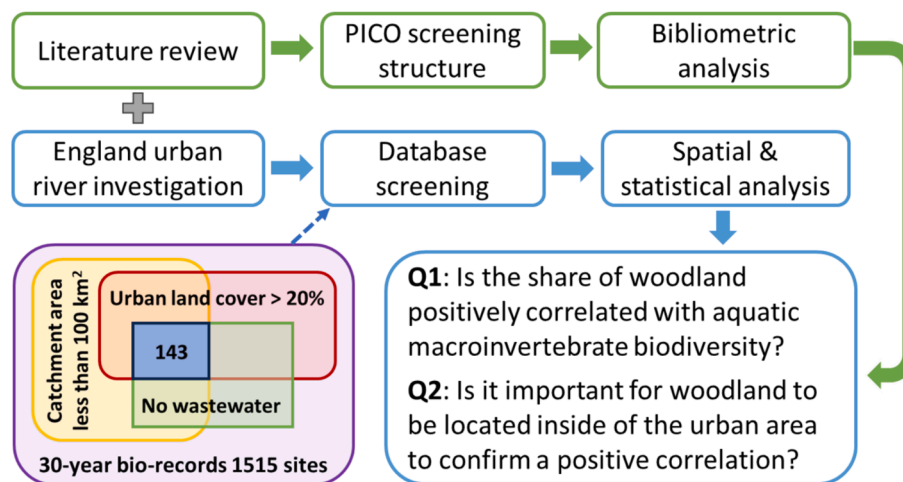 Literature review
PICO screening
structure
Bibliometric
analysis
England urban
river investigation
Database
screening
Spatial &
statistical analysis
Catchment area
less than 100 km²
Urban land cover > 20%
143
No wastewater
30-year bio-records 1515 sites
Q1: Is the share of woodland
positively correlated with aquatic
macroinvertebrate biodiversity?
Q2: Is it important for woodland to
be located inside of the urban area
to confirm a positive correlation?